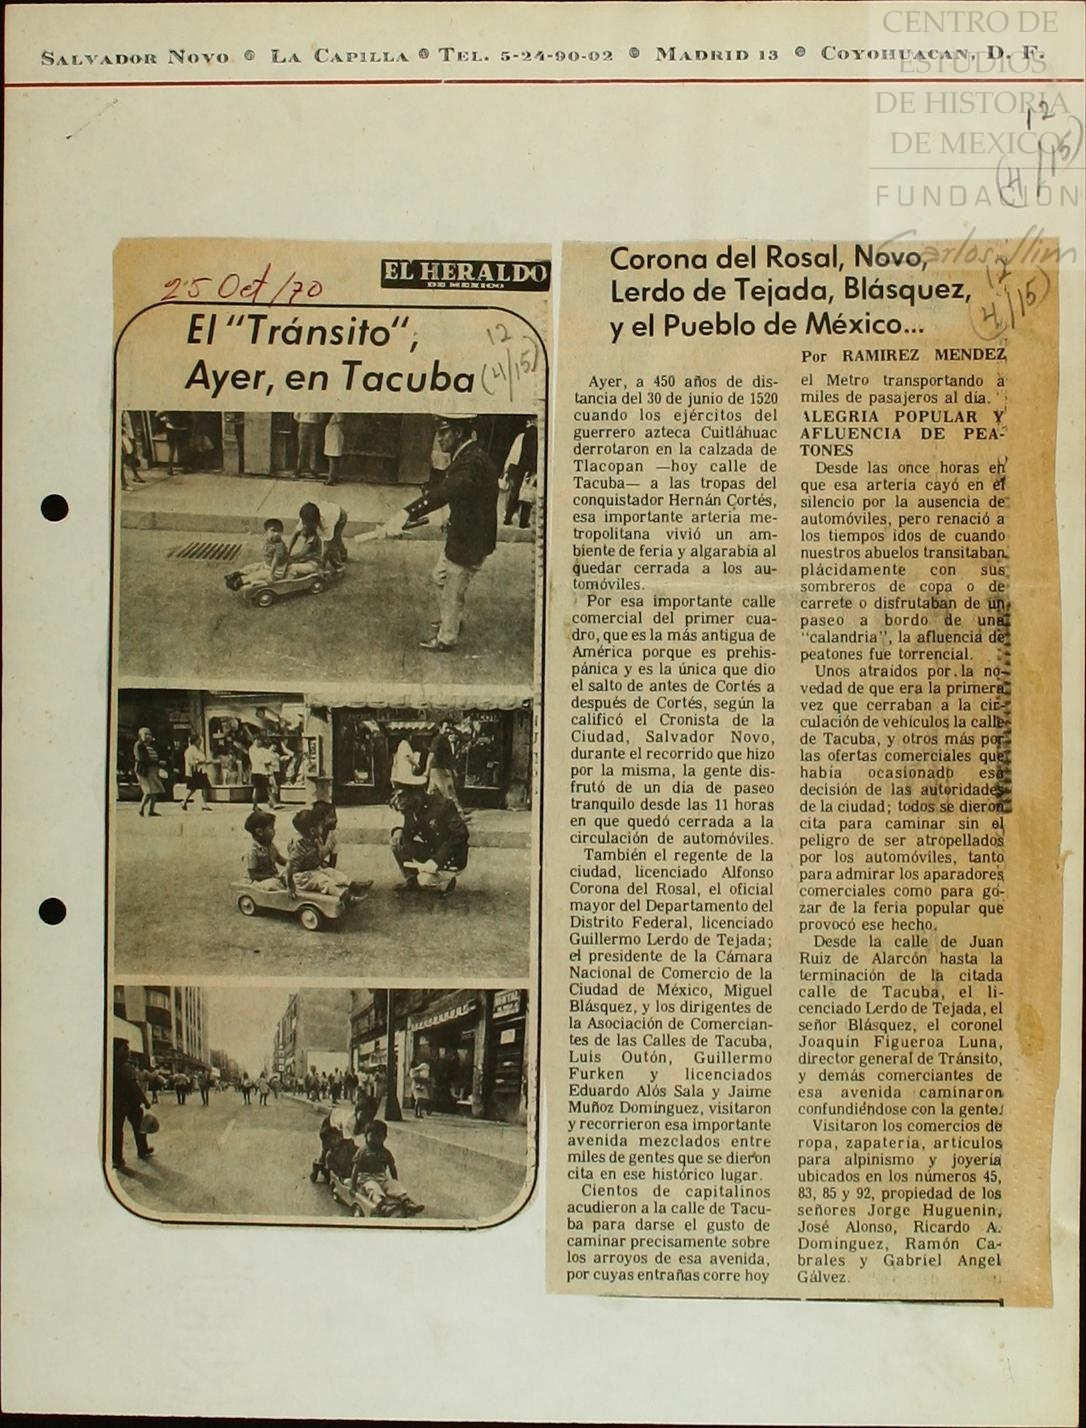 SALVADOR NOVO LA CAPILLA TEL. 5-24-90-02 MADRID 13 COYOHUACAN, D. F.
CENTRO DE
ESTUDIOS
DE HISTORIA
DE MEXICO
FUNDACIÓN
Carlos Slim
12
(4/15)
25 Oct/70
EL HERALDO
DE MEXICO
El "Tránsito",
Ayer, en Tacuba
12
(4/15)
Corona del Rosal, Novo,
Lerdo de Tejada, Blásquez,
y el Pueblo de México...
12
(4/15)
Por RAMIREZ MENDEZ
Ayer, a 450 años de dis-
tancia del 30 de junio de 1520
cuando los ejércitos del
guerrero azteca Cuitláhuac
derrotaron en la calzada de
Tlacopan —hoy calle de
Tacuba— a las tropas del
conquistador Hernán Cortés,
esa importante arteria me-
tropolitana vivió un am-
biente de feria y algarabía al
quedar cerrada a los au-
tomóviles.
Por esa importante calle
comercial del primer cua-
dro, que es la más antigua de
América porque es prehis-
pánica y es la única que dio
el salto de antes de Cortés a
después de Cortés, según la
calificó el Cronista de la
Ciudad, Salvador Novo,
durante el recorrido que hizo
por la misma, la gente dis-
frutó de un día de paseo
tranquilo desde las 11 horas
en que quedó cerrada a la
circulación de automóviles.
También el regente de la
ciudad, licenciado Alfonso
Corona del Rosal, el oficial
mayor del Departamento del
Distrito Federal, licenciado
Guillermo Lerdo de Tejada;
el presidente de la Cámara
Nacional de Comercio de la
Ciudad de México, Miguel
Blásquez, y los dirigentes de
la Asociación de Comercian-
tes de las Calles de Tacuba,
Luis Outón, Guillermo
Furken y licenciados
Eduardo Alós Sala y Jaime
Muñoz Domínguez, visitaron
y recorrieron esa importante
avenida mezclados entre
miles de gentes que se dieron
cita en ese histórico lugar.
Cientos de capitalinos
acudieron a la calle de Tacu-
ba para darse el gusto de
caminar precisamente sobre
los arroyos de esa avenida,
por cuyas entrañas corre hoy
el Metro transportando a
miles de pasajeros al día.
ALEGRIA POPULAR Y
AFLUENCIA DE PEA-
TONES
Desde las once horas en
que esa arteria cayó en el
silencio por la ausencia de
automóviles, pero renació a
los tiempos idos de cuando
nuestros abuelos transitaban
plácidamente con sus
sombreros de copa o de
carrete o disfrutaban de un
paseo a bordo de una
"calandria", la afluencia de
peatones fue torrencial.
Unos atraídos por la no-
vedad de que era la primera
vez que cerraban a la cir-
culación de vehículos la calle
de Tacuba, y otros más por
las ofertas comerciales que
había ocasionado esa
decisión de las autoridades
de la ciudad; todos se dieron
cita para caminar sin el
peligro de ser atropellados
por los automóviles, tanto
para admirar los aparadores
comerciales como para go-
zar de la feria popular que
provocó ese hecho.
Desde la calle de Juan
Ruiz de Alarcón hasta la
terminación de la citada
calle de Tacuba, el li-
cenciado Lerdo de Tejada, el
señor Blásquez, el coronel
Joaquín Figueroa Luna,
director general de Tránsito,
y demás comerciantes de
esa avenida caminaron
confundiéndose con la gente.
Visitaron los comercios de
ropa, zapatería, artículos
para alpinismo y joyería
ubicados en los números 45,
83, 85 y 92, propiedad de los
señores Jorge Huguenin,
José Alonso, Ricardo A.
Domínguez, Ramón Ca-
brales y Gabriel Angel
Gálvez.